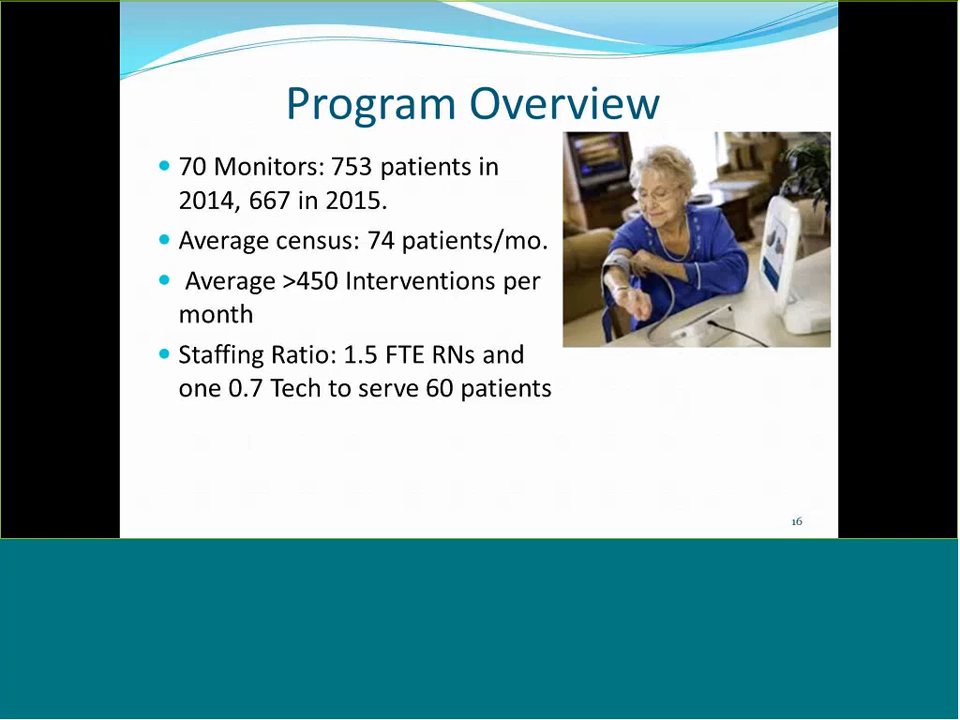 Program Overview
• 70 Monitors: 753 patients in
2014, 667 in 2015.
• Average census: 74 patients/mo.
• Average >450 Interventions per
month
• Staffing Ratio: 1.5 FTE RNs and
one 0.7 Tech to serve 60 patients
16